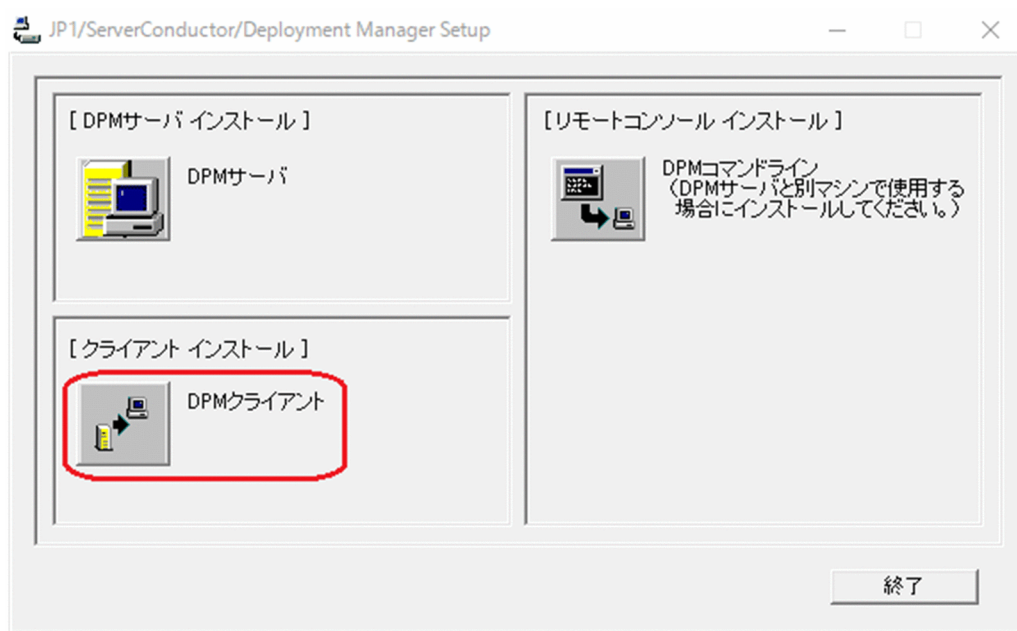 JP1/ServerConductor/Deployment Manager Setup
[ DPMサーバ インストール ]
DPMサーバ
[ クライアント インストール ]
DPMクライアント
[ リモートコンソール インストール ]
DPMコマンドライン
(DPMサーバと別マシンで使用する
場合にインストールしてください。)
終了